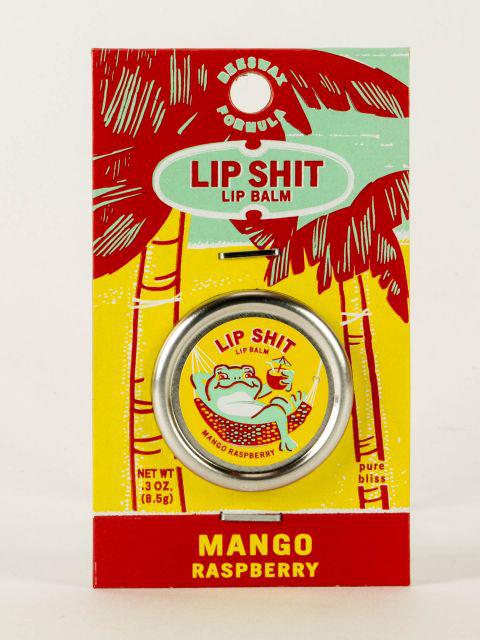 BEESWAX
FORMULA
LIP SHIT
LIP BALM
LIP SHIT
LIP BALM
MANGO RASPBERRY
NET WT
.3 OZ.
(8.5g)
pure
bliss
MANGO
RASPBERRY